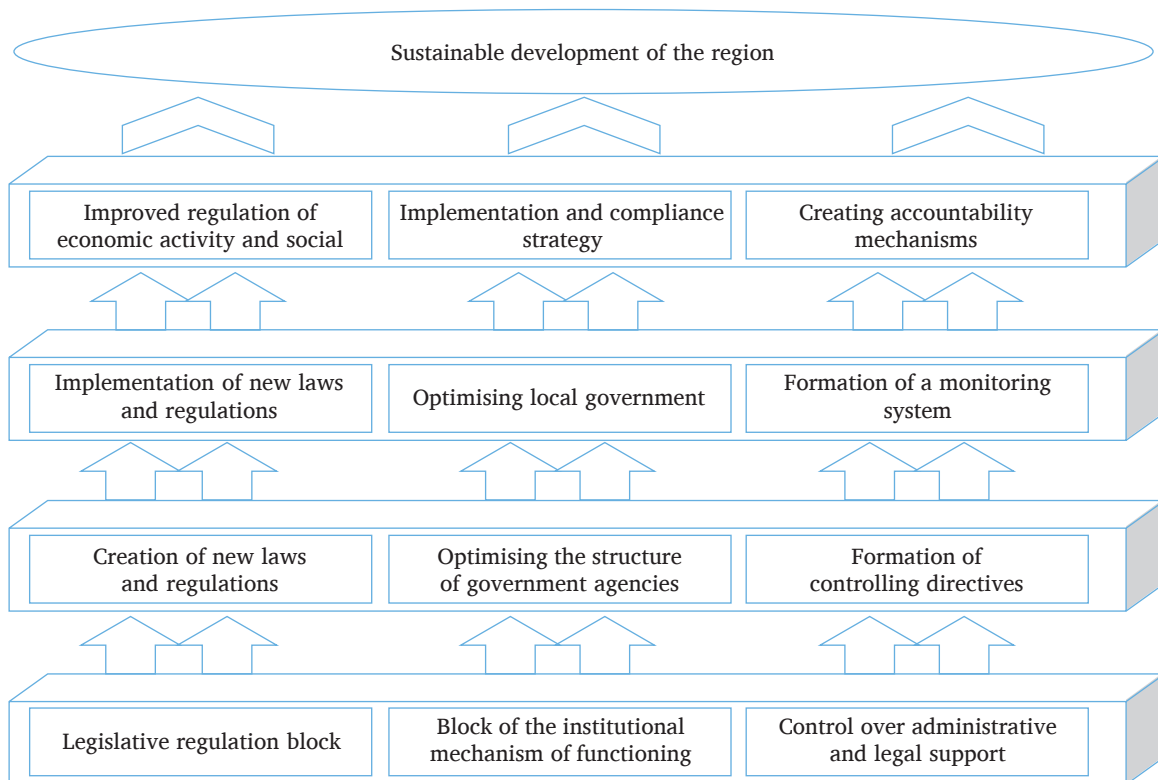 Sustainable development of the region
Improved regulation of
economic activity and social
Implementation and compliance
strategy
Creating accountability
mechanisms
Implementation of new laws
and regulations
Optimising local government
Formation of a monitoring
system
Creation of new laws
and regulations
Optimising the structure
of government agencies
Formation of
controlling directives
Legislative regulation block
Block of the institutional
mechanism of functioning
Control over administrative
and legal support